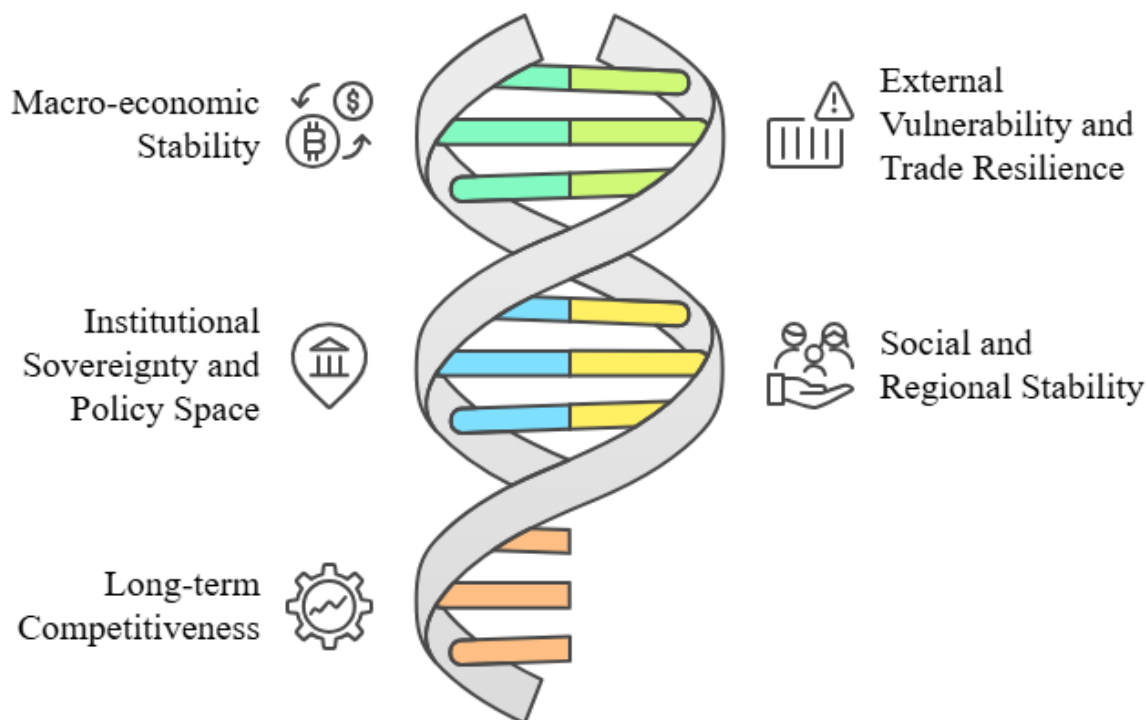 Macro-economic
Stability
External
Vulnerability and
Trade Resilience
Institutional
Sovereignty and
Policy Space
Social and
Regional Stability
Long-term
Competitiveness